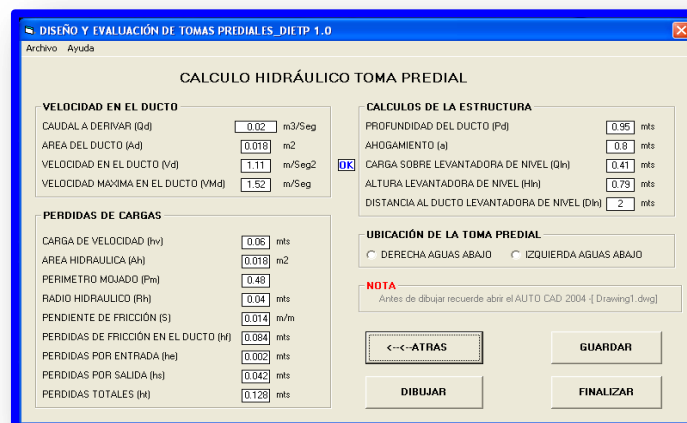 DISEÑO Y EVALUACIÓN DE TOMAS PREDIALES_DIETP 1.0
Archivo Ayuda
CALCULO HIDRÁULICO TOMA PREDIAL
VELOCIDAD EN EL DUCTO
CAUDAL A DERIVAR (Qd) 0.02 m3/Seg
AREA DEL DUCTO (Ad) 0.018 m2
VELOCIDAD EN EL DUCTO (Vd) 1.11 m/Seg2 OK
VELOCIDAD MAXIMA EN EL DUCTO (VMd) 1.52 m/Seg
PERDIDAS DE CARGAS
CARGA DE VELOCIDAD (hv) 0.06 mts
AREA HIDRAULICA (Ah) 0.018 m2
PERIMETRO MOJADO (Pm) 0.48
RADIO HIDRAULICO (Rh) 0.04 mts
PENDIENTE DE FRICCIÓN (S) 0.014 m/m
PERDIDAS DE FRICCIÓN EN EL DUCTO (hf) 0.084 mts
PERDIDAS POR ENTRADA (he) 0.002 mts
PERDIDAS POR SALIDA (hs) 0.042 mts
PERDIDAS TOTALES (ht) 0.128 mts
CALCULOS DE LA ESTRUCTURA
PROFUNDIDAD DEL DUCTO (Pd) 0.95 mts
AHOGAMIENTO (a) 0.8 mts
CARGA SOBRE LEVANTADORA DE NIVEL (Qln) 0.41 mts
ALTURA LEVANTADORA DE NIVEL (Hln) 0.79 mts
DISTANCIA AL DUCTO LEVANTADORA DE NIVEL (Dln) 2 mts
UBICACIÓN DE LA TOMA PREDIAL
DERECHA AGUAS ABAJO IZQUIERDA AGUAS ABAJO
NOTA
Antes de dibujar recuerde abrir el AUTO CAD 2004 -[ Drawing1.dwg]
<--<--ATRAS GUARDAR
DIBUJAR FINALIZAR